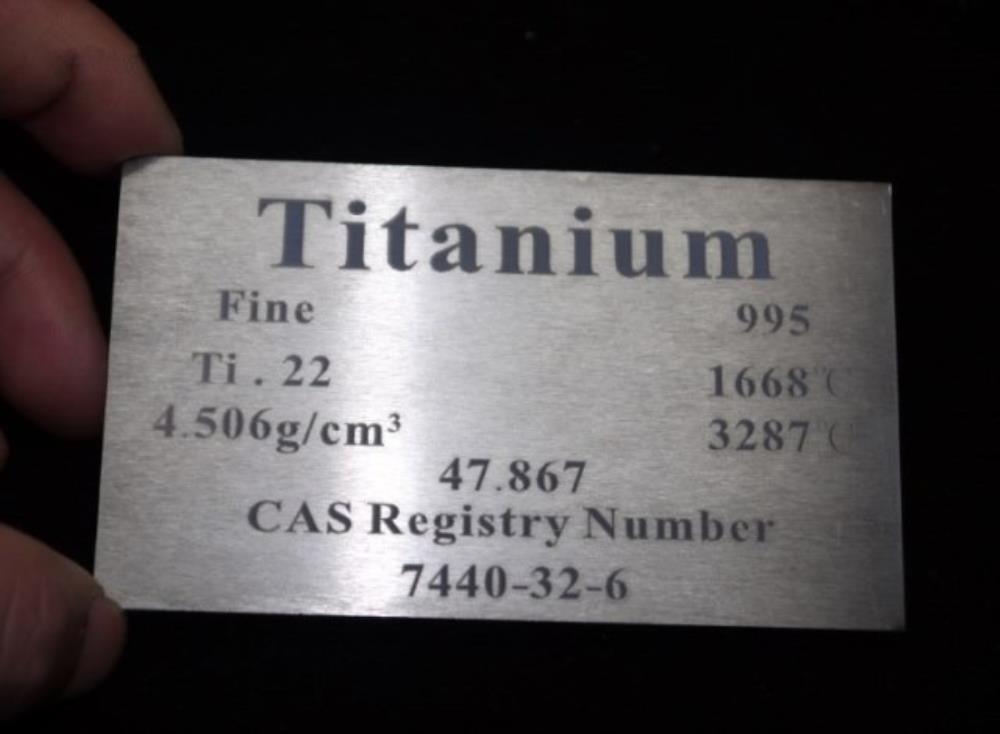 Titanium
Fine 995
Ti . 22 1668℃
4.506g/cm³ 3287℃
47.867
CAS Registry Number
7440-32-6